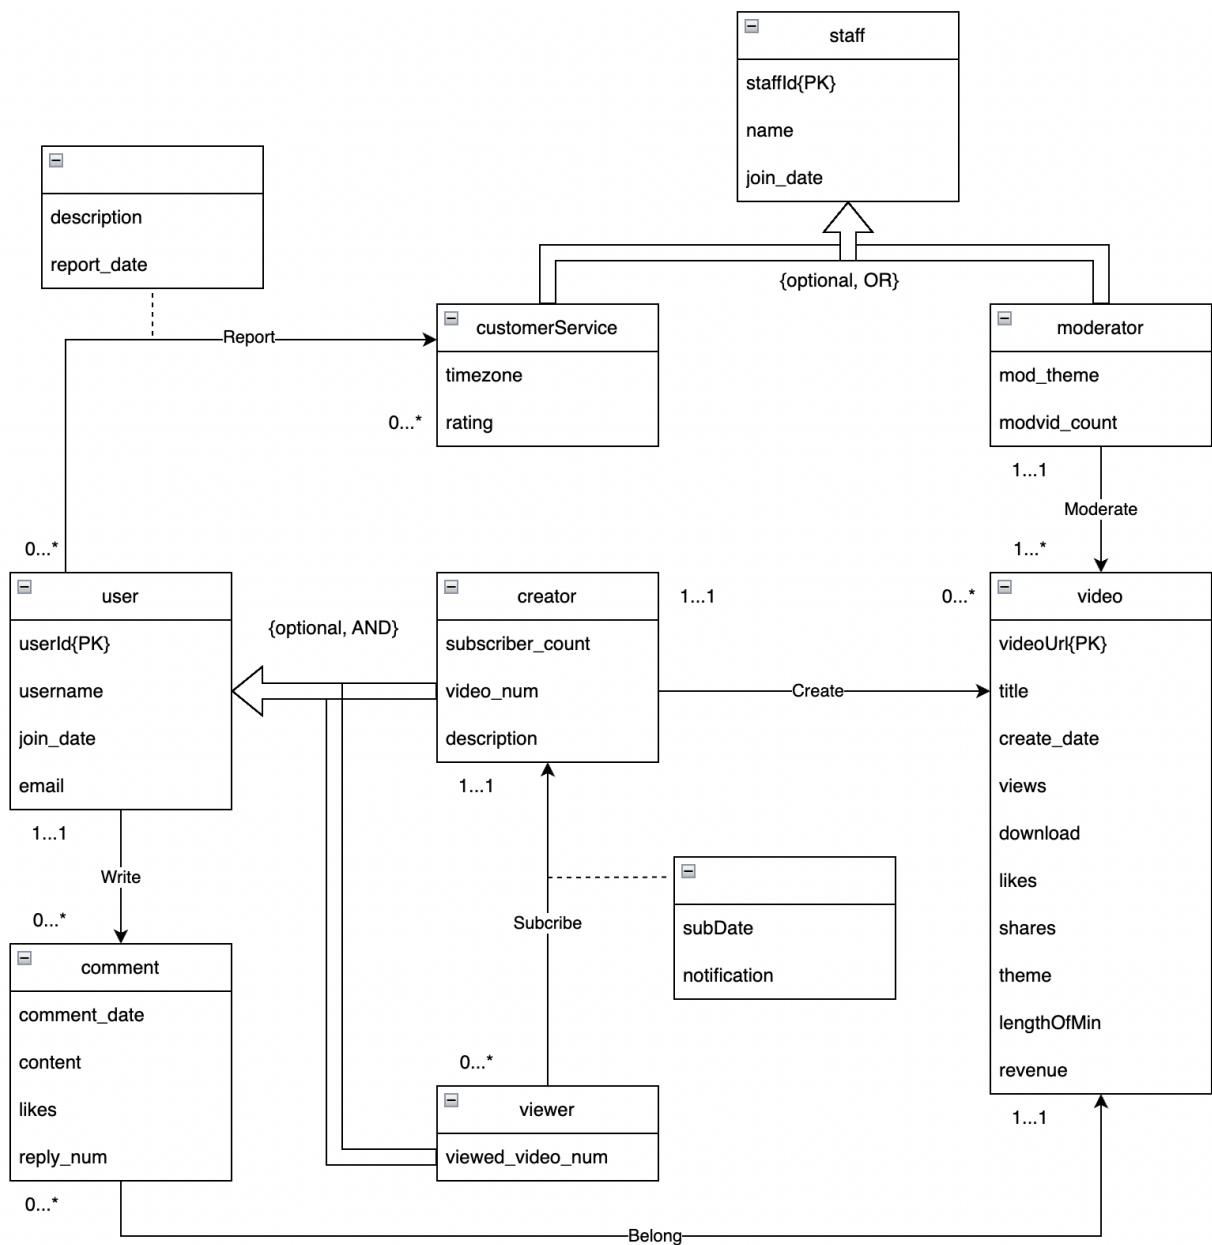 staff
staffId{PK}
name
join_date
description
report_date
{optional, OR}
Report
customerService
timezone
rating
0...*
moderator
mod_theme
modvid_count
1...1
Moderate
1...*
0...*
user
userId{PK}
username
join_date
email
1...1
{optional, AND}
creator
subscriber_count
video_num
description
1...1
1...1
0...*
Create
video
videoUrl{PK}
title
create_date
views
download
likes
shares
theme
lengthOfMin
revenue
1...1
Write
0...*
comment
comment_date
content
likes
reply_num
0...*
Subcribe
subDate
notification
0...*
viewer
viewed_video_num
Belong